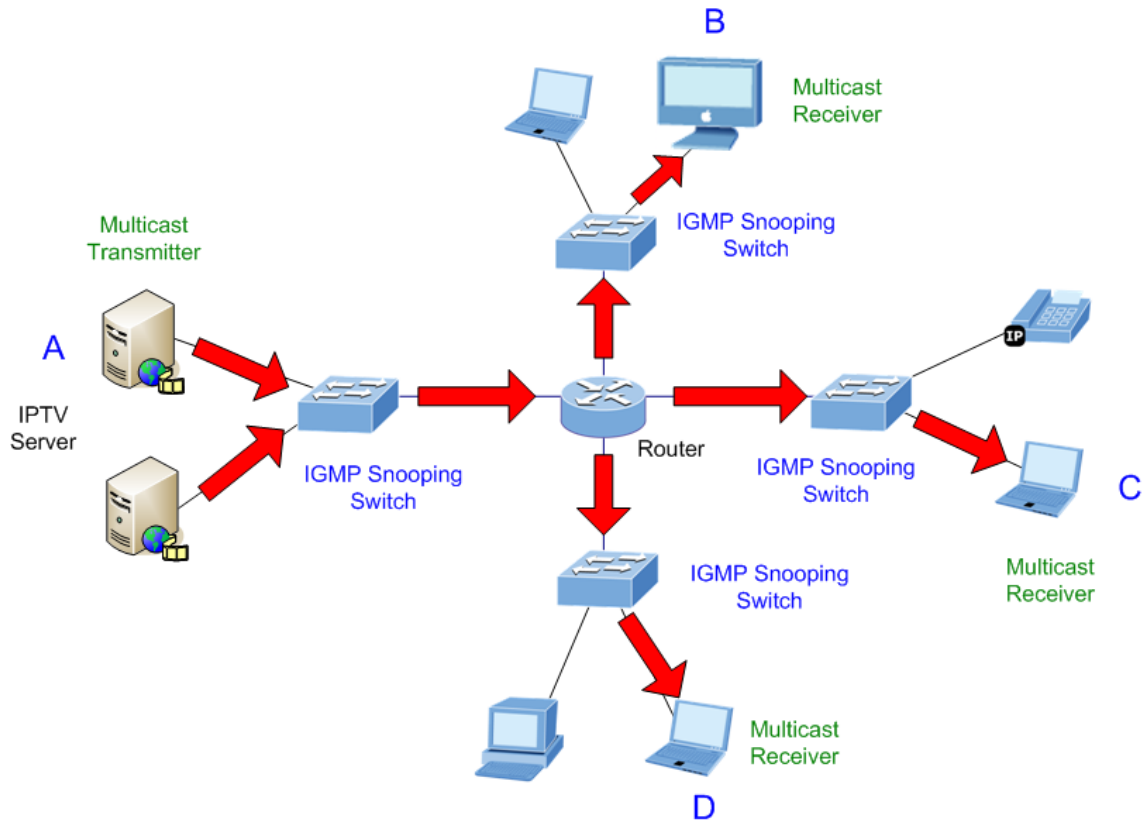 B
Multicast
Receiver
IGMP Snooping
Switch
Multicast
Transmitter
A
IPTV
Server
IGMP Snooping
Switch
Router
IP
IGMP Snooping
Switch
C
Multicast
Receiver
IGMP Snooping
Switch
Multicast
Receiver
D